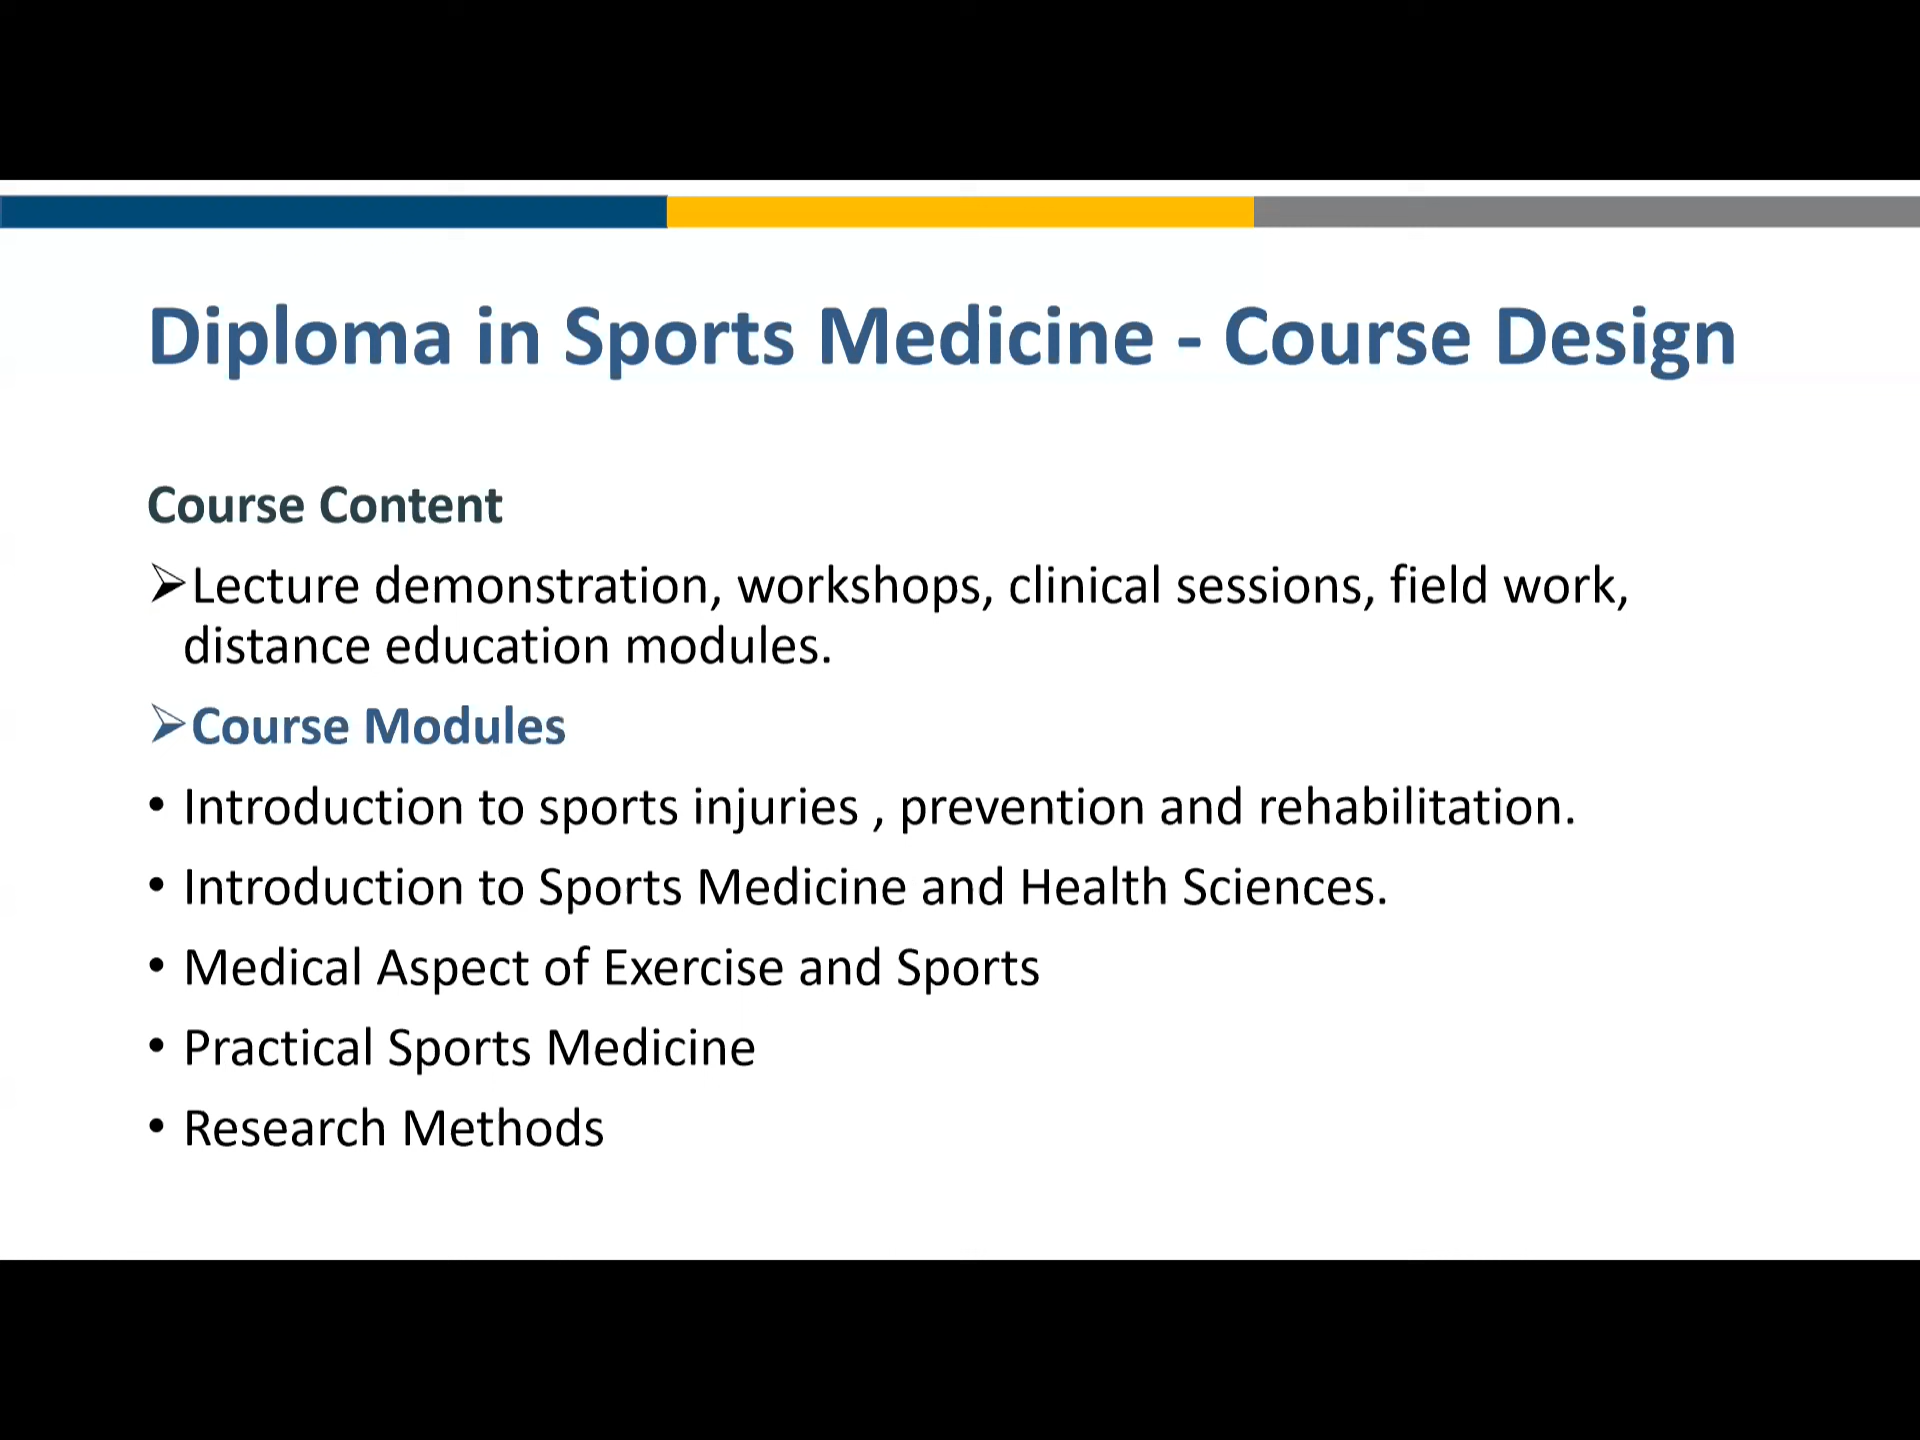 Diploma in Sports Medicine - Course Design
Course Content
➢Lecture demonstration, workshops, clinical sessions, field work,
distance education modules.
➢Course Modules
• Introduction to sports injuries , prevention and rehabilitation.
• Introduction to Sports Medicine and Health Sciences.
• Medical Aspect of Exercise and Sports
• Practical Sports Medicine
• Research Methods